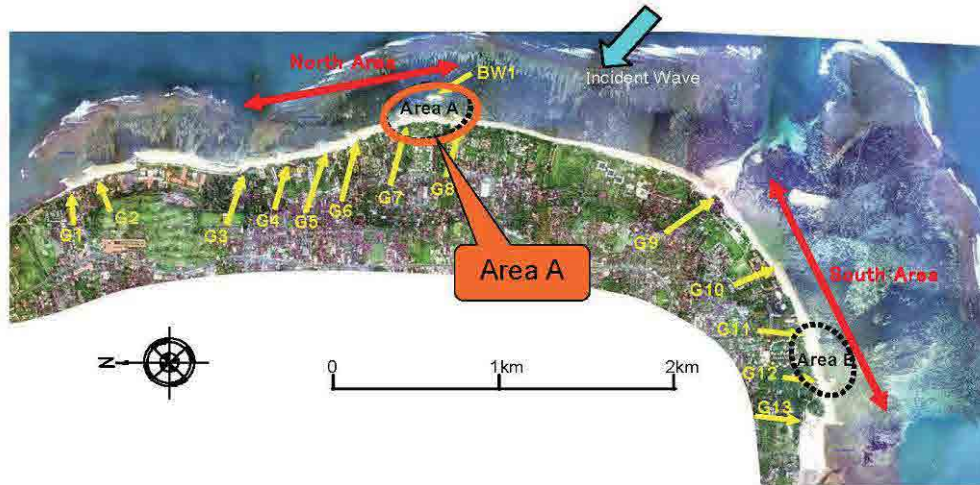 North Area
BW1
Incident Wave
Area A
G1
G2
G3
G4
G5
G6
G7
G8
G9
Area A
South Area
G10
G11
Area B
G12
G13
N
0
1km
2km